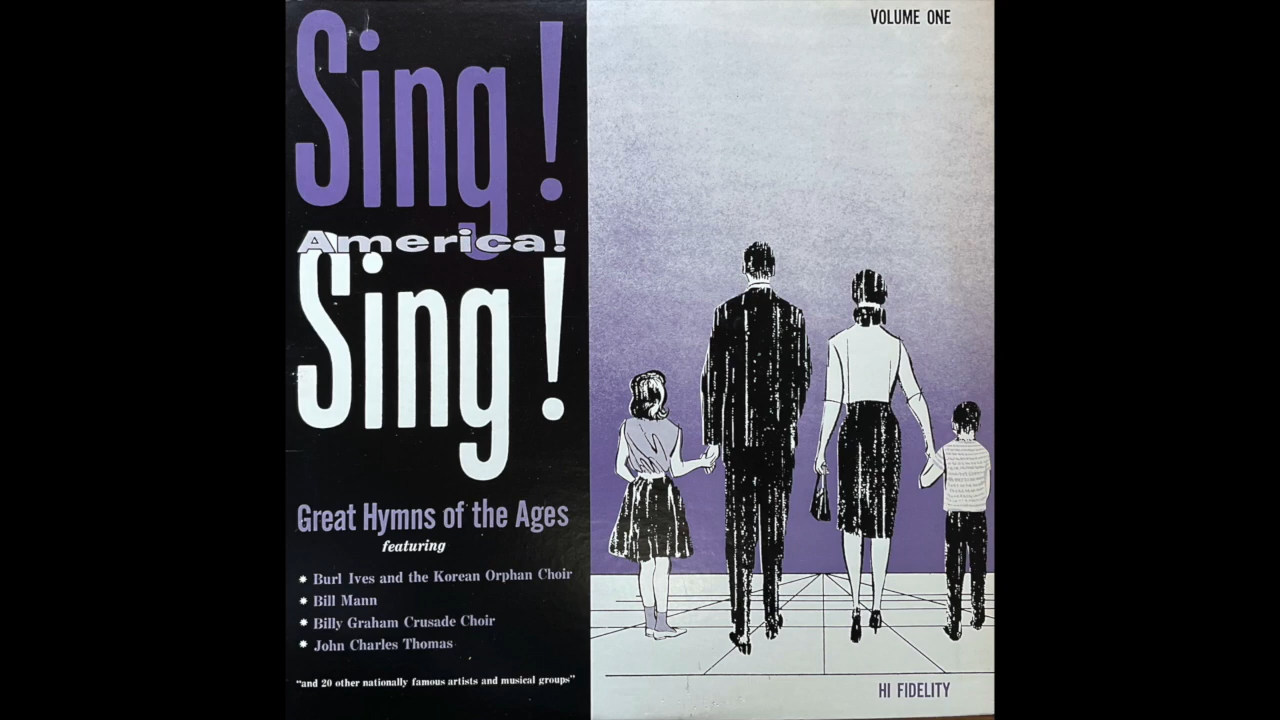 Sing!
America!
Sing!
Great Hymns of the Ages
featuring
* Burl Ives and the Korean Orphan Choir
* Bill Mann
* Billy Graham Crusade Choir
* John Charles Thomas
"and 20 other nationally famous artists and musical groups"
VOLUME ONE
HI FIDELITY